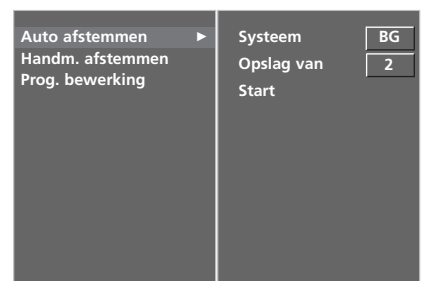 Auto afstemmen ►
Handm. afstemmen
Prog. bewerking
Systeem BG
Opslag van 2
Start